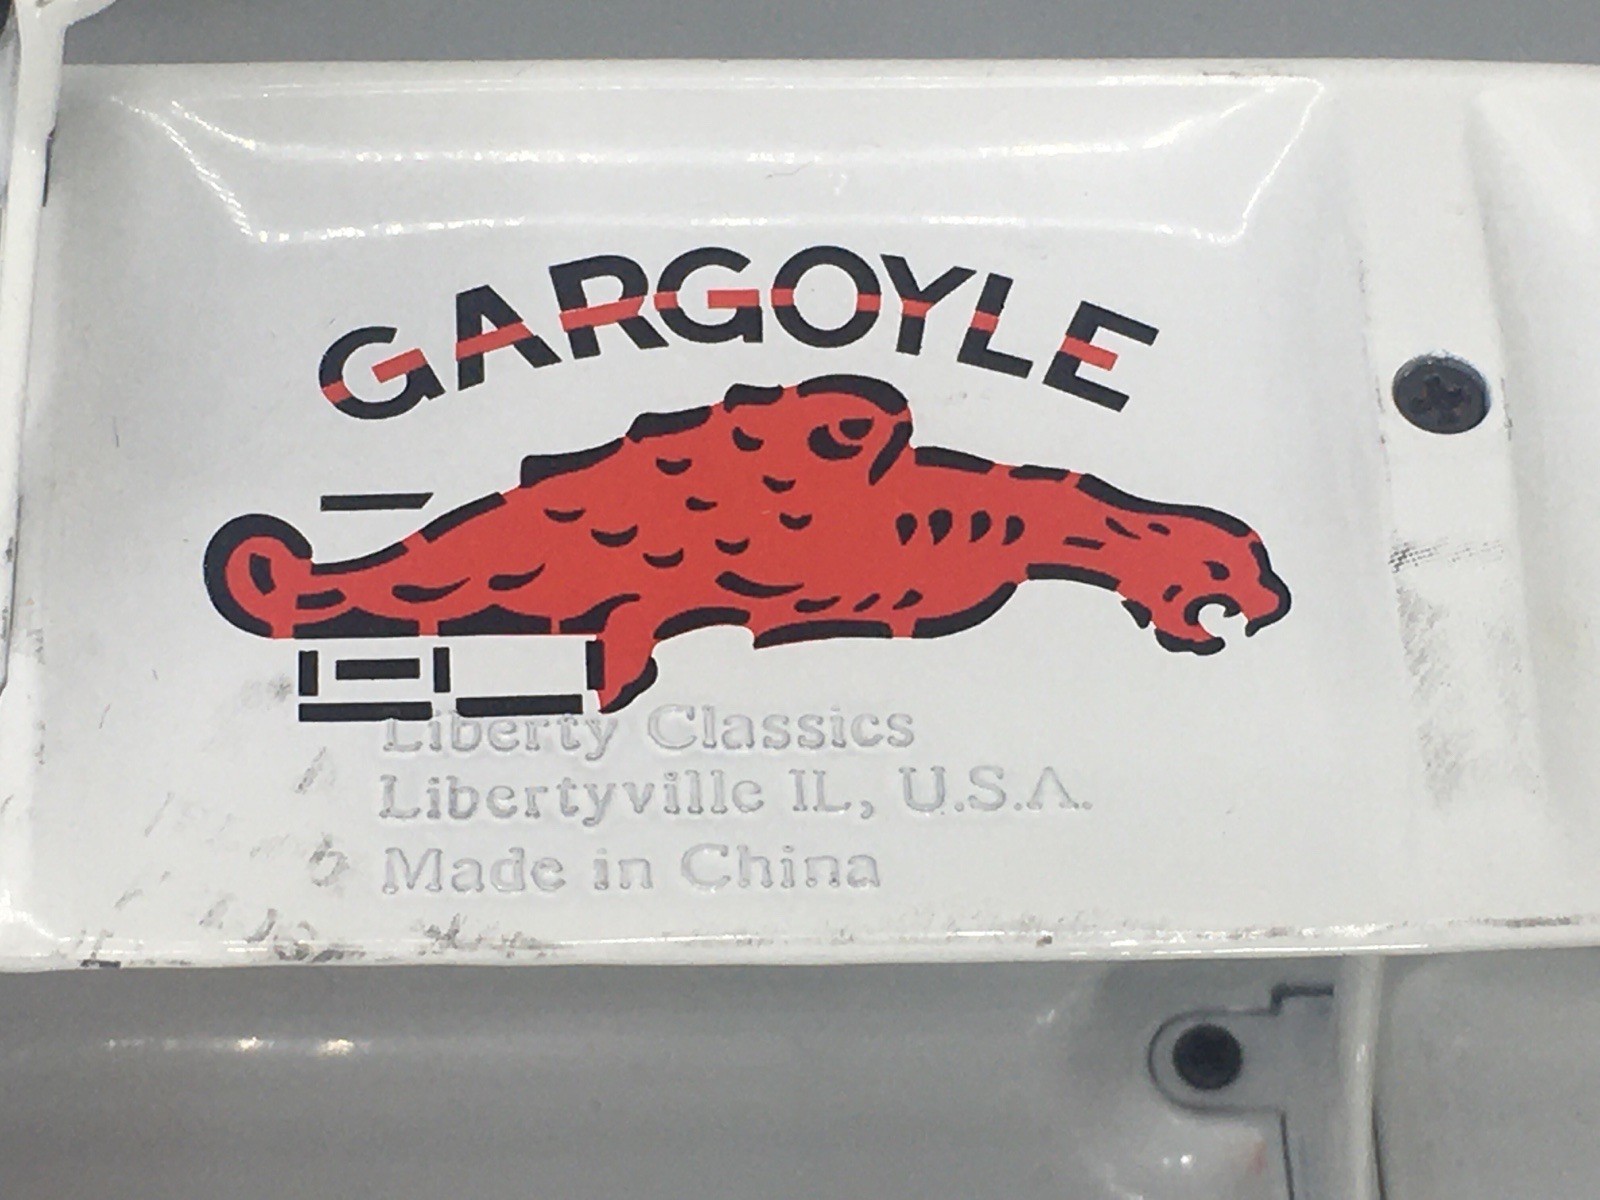 GARGOYLE
Liberty Classics
Libertyville IL, U.S.A.
Made in China